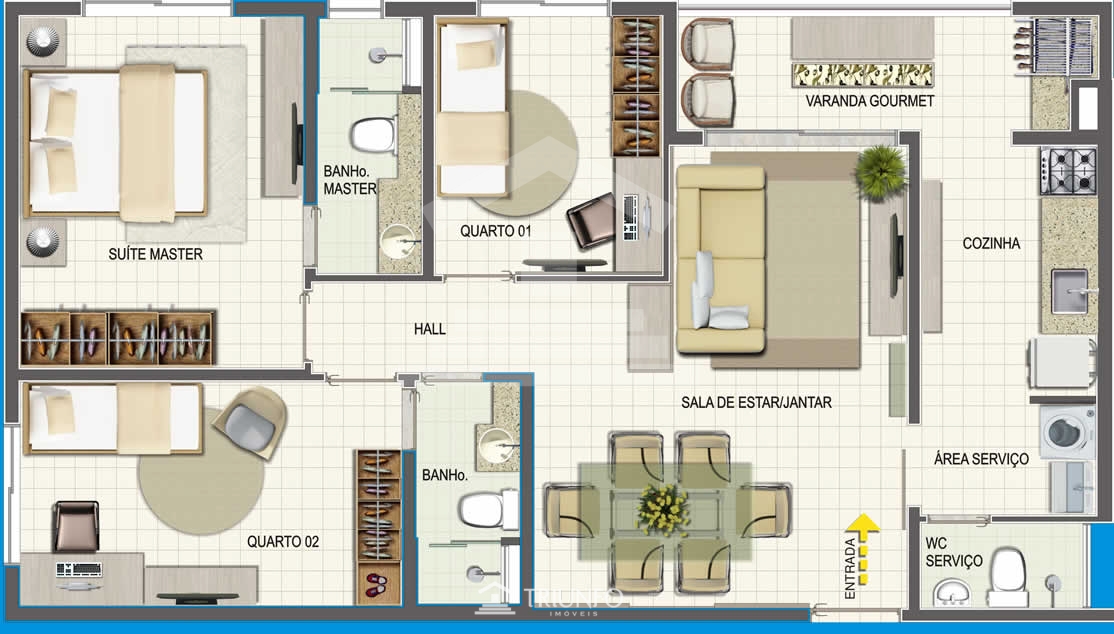 VARANDA GOURMET
BANHo.
MASTER
QUARTO 01
SUÍTE MASTER
COZINHA
HALL
SALA DE ESTAR/JANTAR
ÁREA SERVIÇO
BANHo.
QUARTO 02
ENTRADA
WC
SERVIÇO
TRIUNFO
IMÓVEIS